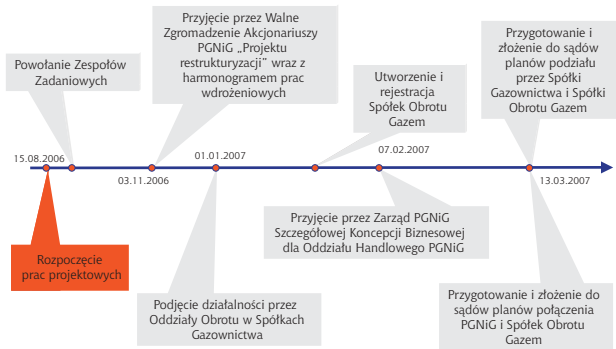 Powołanie Zespołów
Zadaniowych
Przyjęcie przez Walne
Zgromadzenie Akcjonariuszy
PGNiG „Projektu
restrukturyzacji” wraz z
harmonogramem prac
wdrożeniowych
Utworzenie i
rejestracja
Spółek Obrotu
Gazem
Przygotowanie i
złożenie do sądów
planów podziału
przez Spółki
Gazownictwa i Spółki
Obrotu Gazem
15.08.2006
03.11.2006
01.01.2007
07.02.2007
13.03.2007
Rozpoczęcie
prac projektowych
Podjęcie działalności przez
Oddziały Obrotu w Spółkach
Gazownictwa
Przyjęcie przez Zarząd PGNiG
Szczegółowej Koncepcji Biznesowej
dla Oddziału Handlowego PGNiG
Przygotowanie i złożenie do
sądów planów połączenia
PGNiG i Spółek Obrotu
Gazem